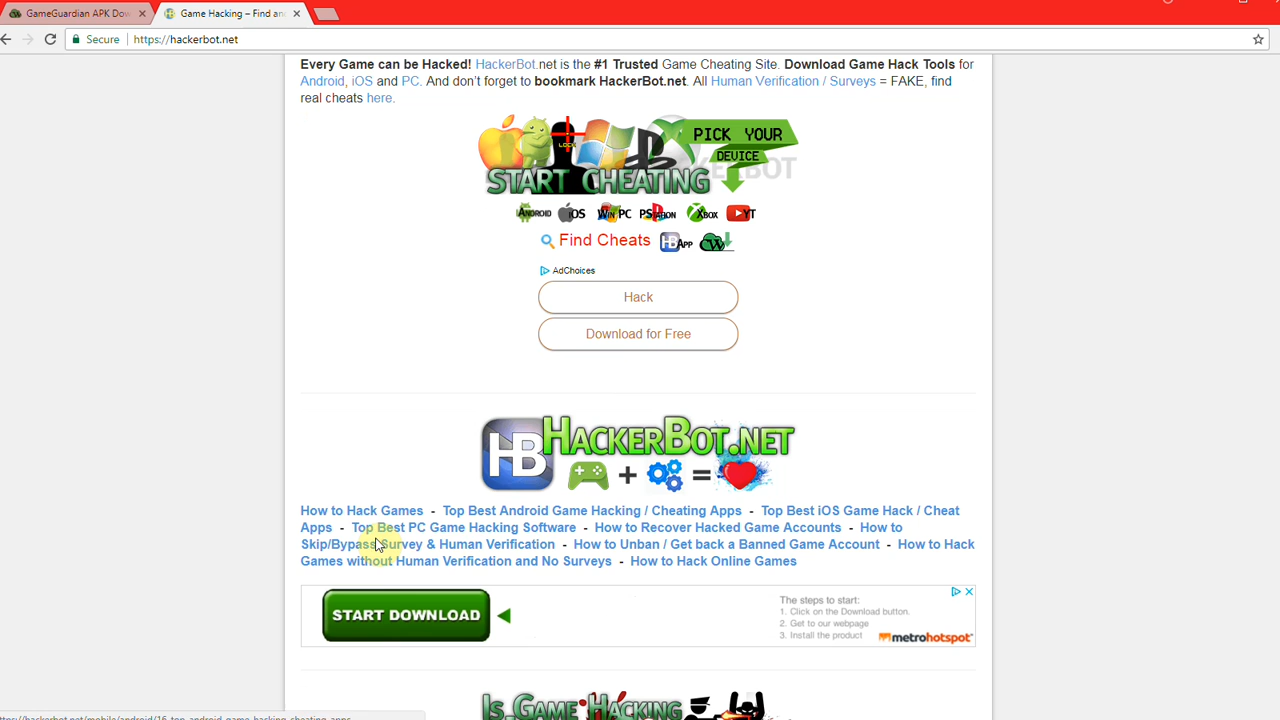 GameGuardian APK Dow
Game Hacking – Find an
Secure
https://hackerbot.net
Every Game can be Hacked! HackerBot.net is the #1 Trusted Game Cheating Site. Download Game Hack Tools for
Android, iOS and PC. And don't forget to bookmark HackerBot.net. All Human Verification / Surveys = FAKE, find
real cheats here.
PICK YOUR
DEVICE
LOCK
START CHEATING
ANDROID iOS WIN PC PSTATION XBOX YT
Find Cheats HB APP W
AdChoices
Hack
Download for Free
HB HACKERBOT.NET
+ =
How to Hack Games - Top Best Android Game Hacking / Cheating Apps - Top Best iOS Game Hack / Cheat
Apps - Top Best PC Game Hacking Software - How to Recover Hacked Game Accounts - How to
Skip/Bypass Survey & Human Verification - How to Unban / Get back a Banned Game Account - How to Hack
Games without Human Verification and No Surveys - How to Hack Online Games
START DOWNLOAD
The steps to start:
1. Click on the Download button.
2. Get to our webpage
3. Install the product
metrohotspot
IS GAME HACKING